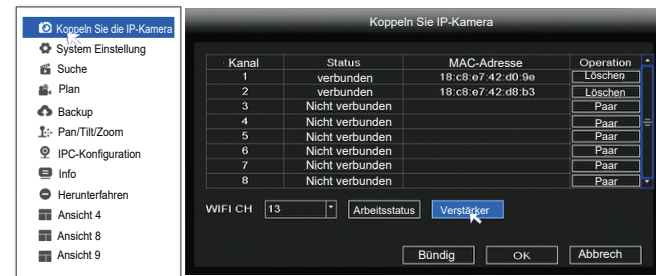 Koppeln Sie die IP-Kamera
System Einstellung
Suche
Plan
Backup
Pan/Tilt/Zoom
IPC-Konfiguration
Info
Herunterfahren
Ansicht 4
Ansicht 8
Ansicht 9
Koppeln Sie IP-Kamera
Kanal Status MAC-Adresse Operation
1 verbunden 18:c8:e7:42:d0:9e Löschen
2 verbunden 18:c8:e7:42:d8:b3 Löschen
3 Nicht verbunden Paar
4 Nicht verbunden Paar
5 Nicht verbunden Paar
6 Nicht verbunden Paar
7 Nicht verbunden Paar
8 Nicht verbunden Paar
WIFI CH 13 Arbeitsstatus Verstärker
Bündig OK Abbrech